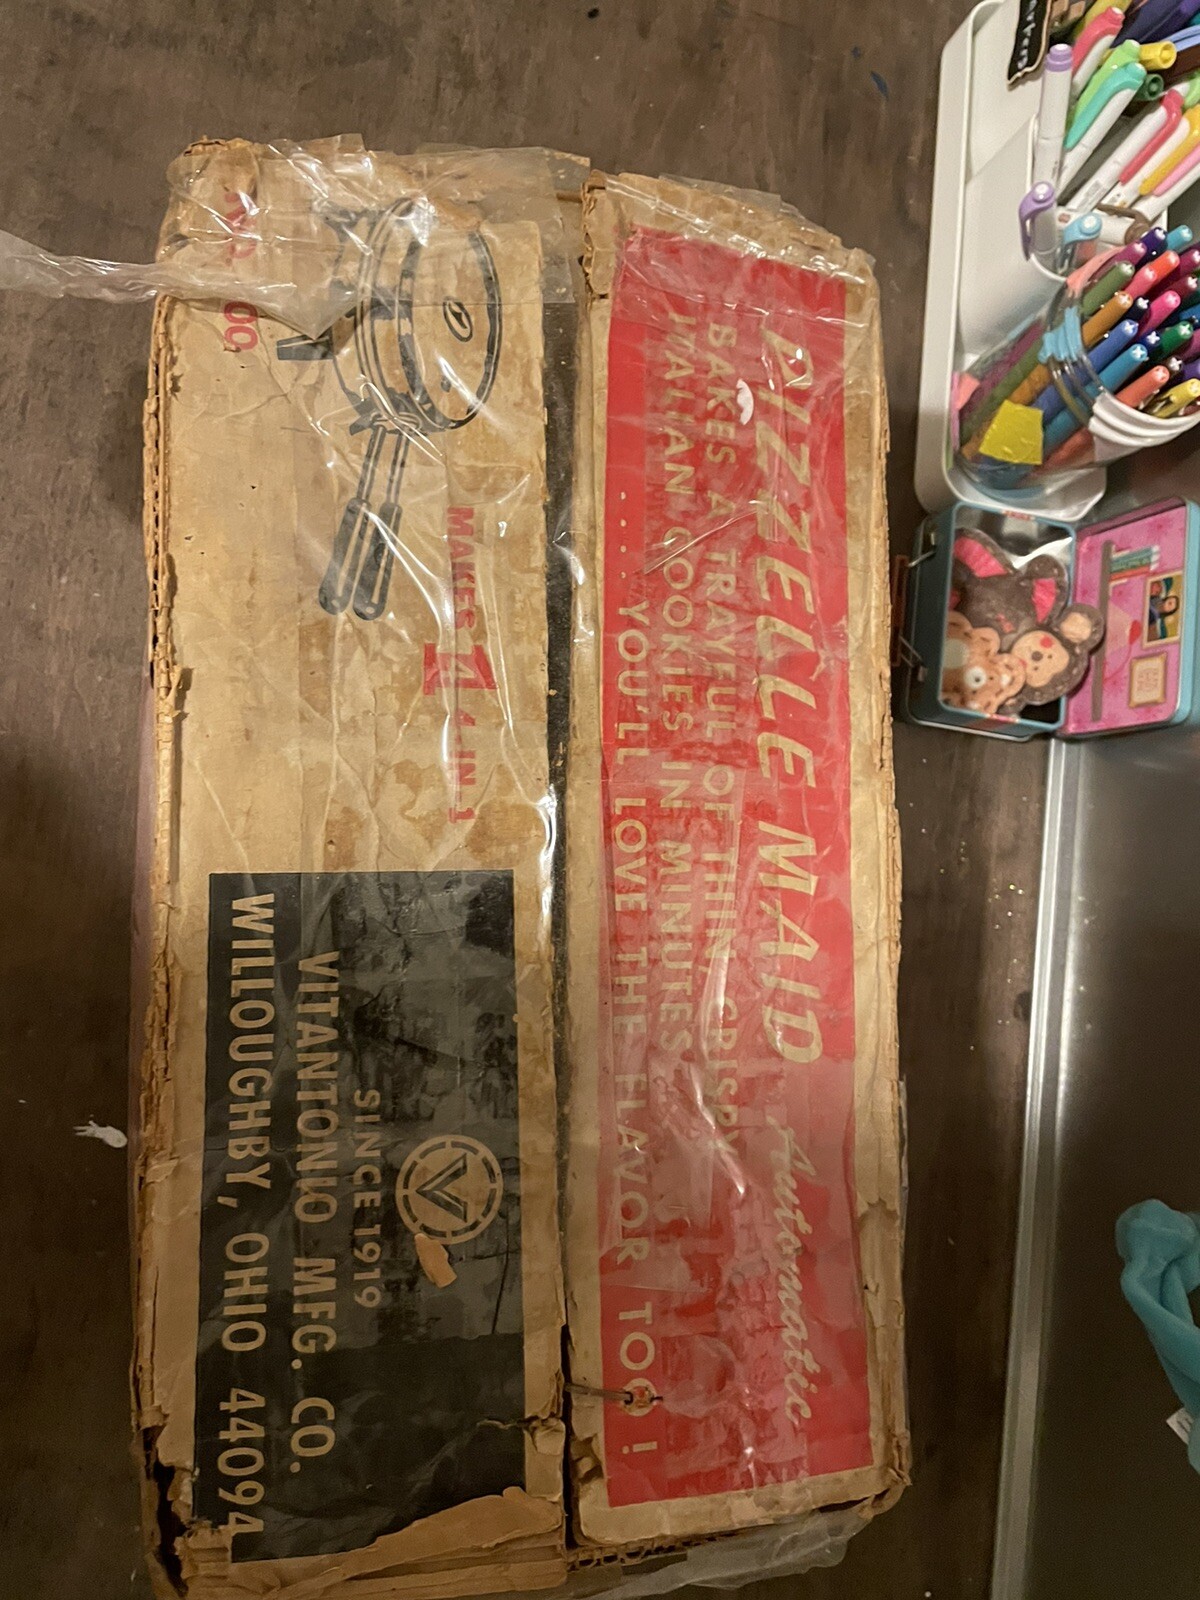 PIZZELLE MAID Automatic
BAKES A TRAYFUL OF THIN, CRISPY
ITALIAN COOKIES IN MINUTES
.....YOU'LL LOVE THE FLAVOR TOO!
MAKES 4 4-IN-1
V
SINCE 1919
VITANTONIO MFG. CO.
WILLOUGHBY, OHIO 44094